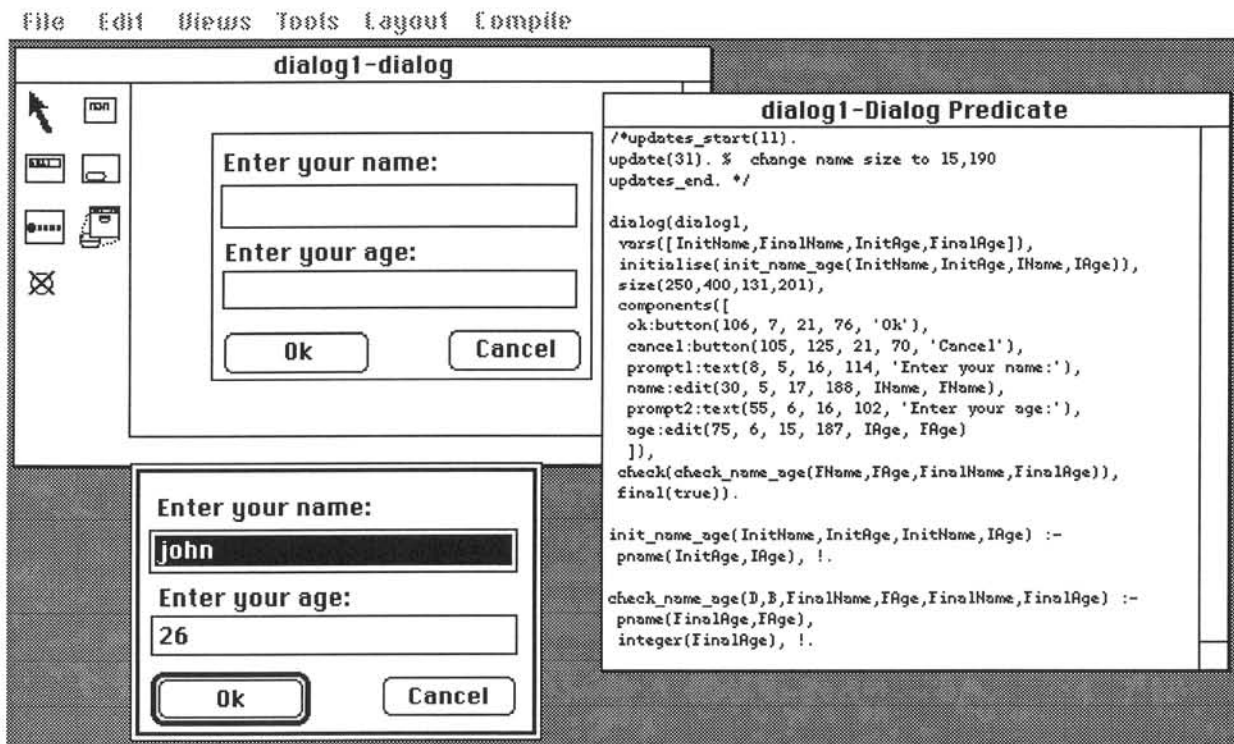 File Edit Views Tools Layout Compile
dialog1-dialog
Enter your name:
Enter your age:
Ok Cancel
dialog1-Dialog Predicate
/*updates_start(11).
update(31). % change name size to 15,190
updates_end. */
dialog(dialog1,
vars([InitName,FinalName,InitAge,FinalAge]),
initialise(init_name_age(InitName,InitAge,IName,IAge)),
size(250,400,131,201),
components([
ok:button(106, 7, 21, 76, 'Ok'),
cancel:button(105, 125, 21, 70, 'Cancel'),
prompt1:text(8, 5, 16, 114, 'Enter your name:'),
name:edit(30, 5, 17, 188, IName, FName),
prompt2:text(55, 6, 16, 102, 'Enter your age:'),
age:edit(75, 6, 15, 187, IAge, FAge)
]),
check(check_name_age(FName,FAge,FinalName,FinalAge)),
final(true)).
init_name_age(InitName,InitAge,InitName,IAge) :-
pname(InitAge,IAge), !.
check_name_age(D,B,FinalName,FAge,FinalName,FinalAge) :-
pname(FinalAge,FAge),
integer(FinalAge), !.
Enter your name:
john
Enter your age:
26
Ok Cancel